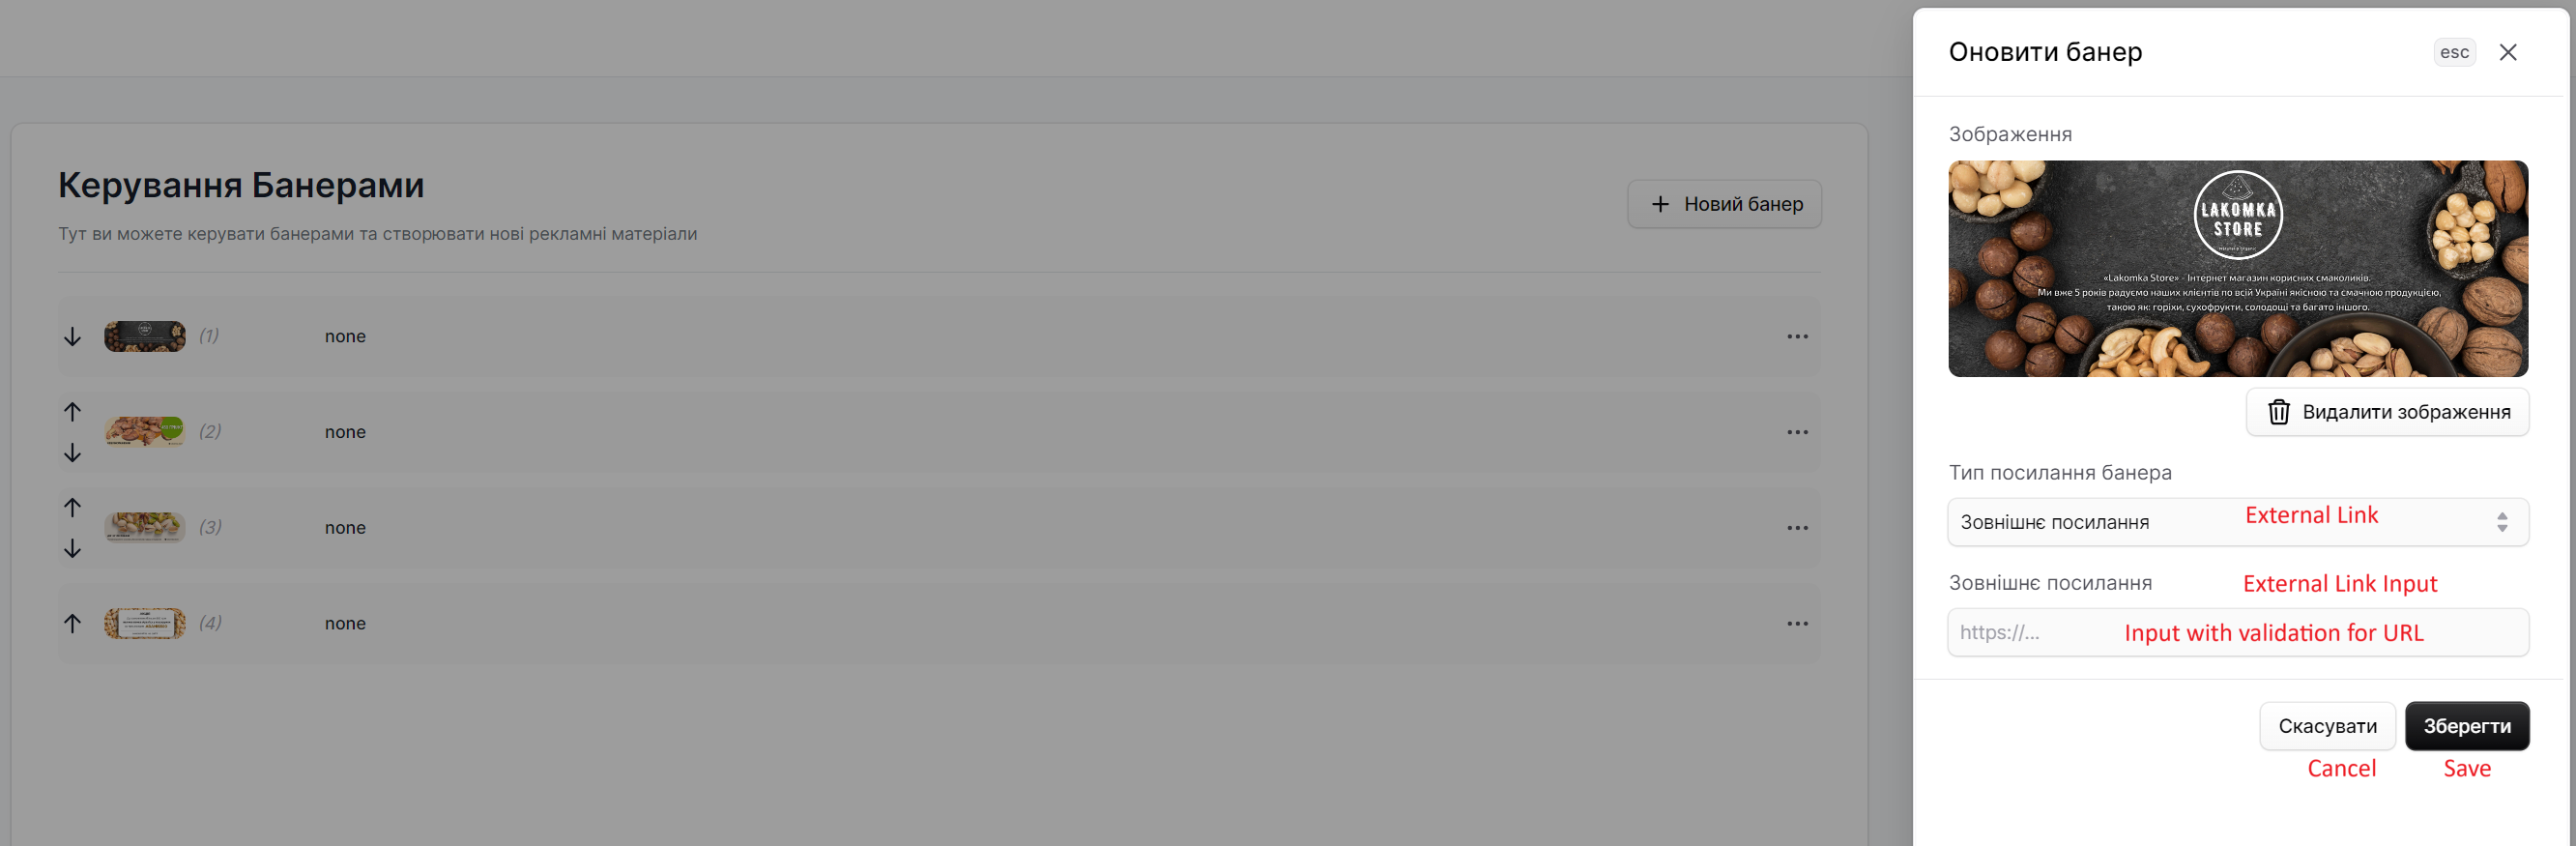 Оновити банер
esc
Керування Банерами
Тут ви можете керувати банерами та створювати нові рекламні матеріали
Новий банер
(1)
none
(2)
none
(3)
none
(4)
none
Зображення
LAKOMKA
STORE
«Lakomka Store» - Інтернет магазин корисних смаколиків.
Ми вже 5 років радуємо наших клієнтів по всій Україні якісною та смачною продукцією,
такою як: горіхи, сухофрукти, солодощі та багато іншого.
Видалити зображення
Тип посилання банера
Зовнішнє посилання
External Link
Зовнішнє посилання
External Link Input
https://...
Input with validation for URL
Скасувати
Зберегти
Cancel
Save